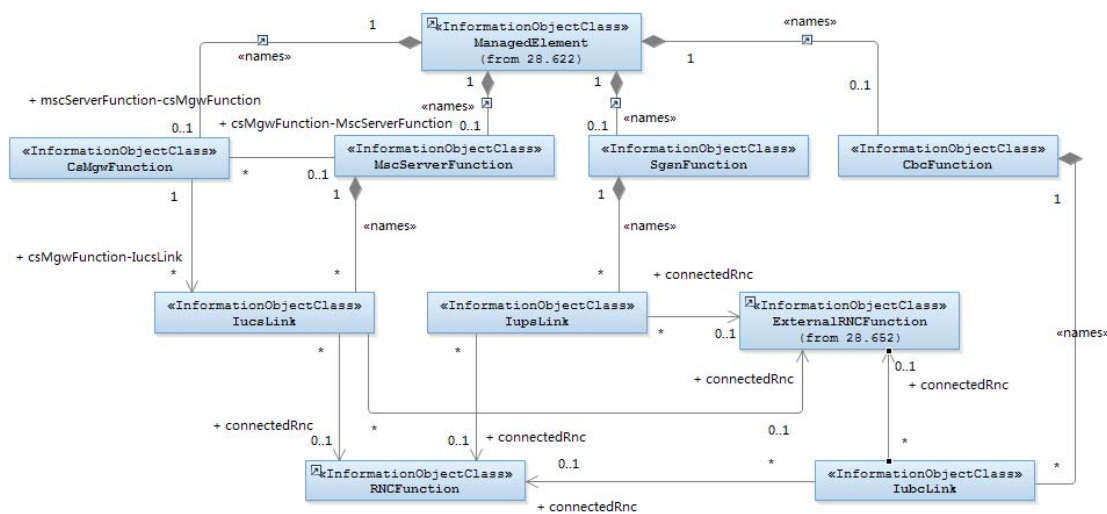 1
«InformationObjectClass»
ManagedElement
(from 28.622)
«names»
«names»
1
1
1
0..1
«names»
«names»
+ mscServerFunction-csMgwFunction
0..1
+ csMgwFunction-MscServerFunction
0..1
0..1
«InformationObjectClass»
CsMgwFunction
«InformationObjectClass»
MscServerFunction
«InformationObjectClass»
SgsnFunction
«InformationObjectClass»
CbcFunction
*
0..1
1
1
1
1
«names»
«names»
+ csMgwFunction-IucsLink
*
*
*
+ connectedRnc
«InformationObjectClass»
IucsLink
«InformationObjectClass»
IupsLink
«InformationObjectClass»
ExternalRNCFunction
(from 28.652)
*
0..1
«names»
*
*
0..1
+ connectedRnc
+ connectedRnc
+ connectedRnc
*
0..1
0..1
0..1
+ connectedRnc
*
0..1
*
*
«InformationObjectClass»
RNCFunction
«InformationObjectClass»
IubcLink
+ connectedRnc